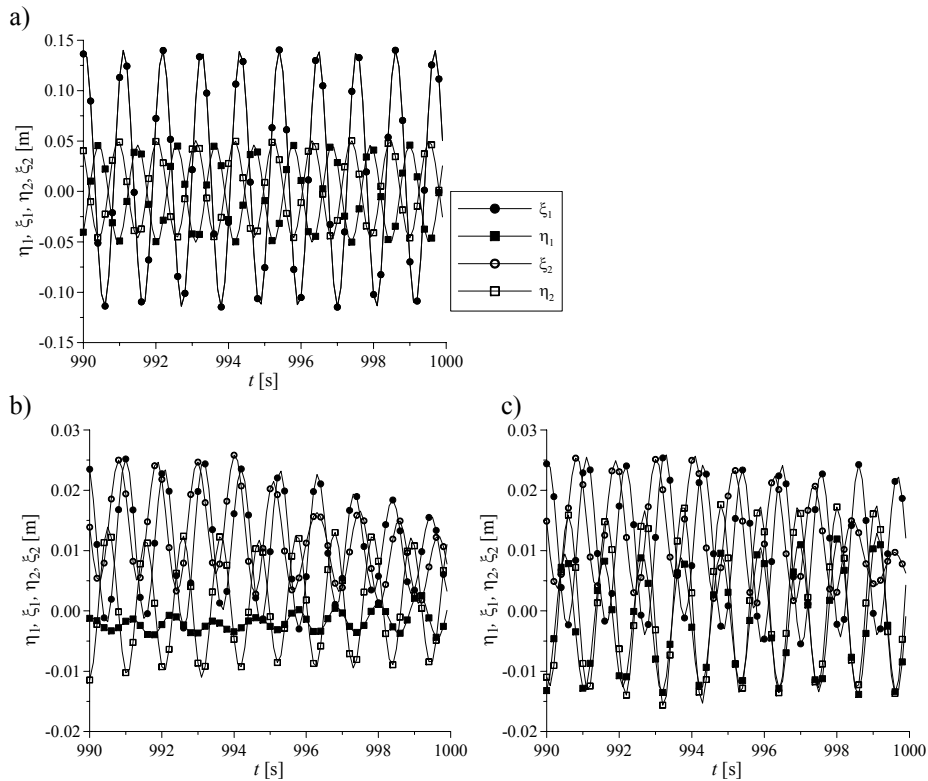 a)
0.15
0.10
0.05
0.00
-0.05
-0.10
-0.15
η₁, ξ₁, η₂, ξ₂ [m]
990 992 994 996 998 1000
t [s]
ξ₁
η₁
ξ₂
η₂
b)
0.03
0.02
0.01
0.00
-0.01
-0.02
η₁, ξ₁, η₂, ξ₂ [m]
990 992 994 996 998 1000
t [s]
c)
0.03
0.02
0.01
0.00
-0.01
-0.02
η₁, ξ₁, η₂, ξ₂ [m]
990 992 994 996 998 1000
t [s]